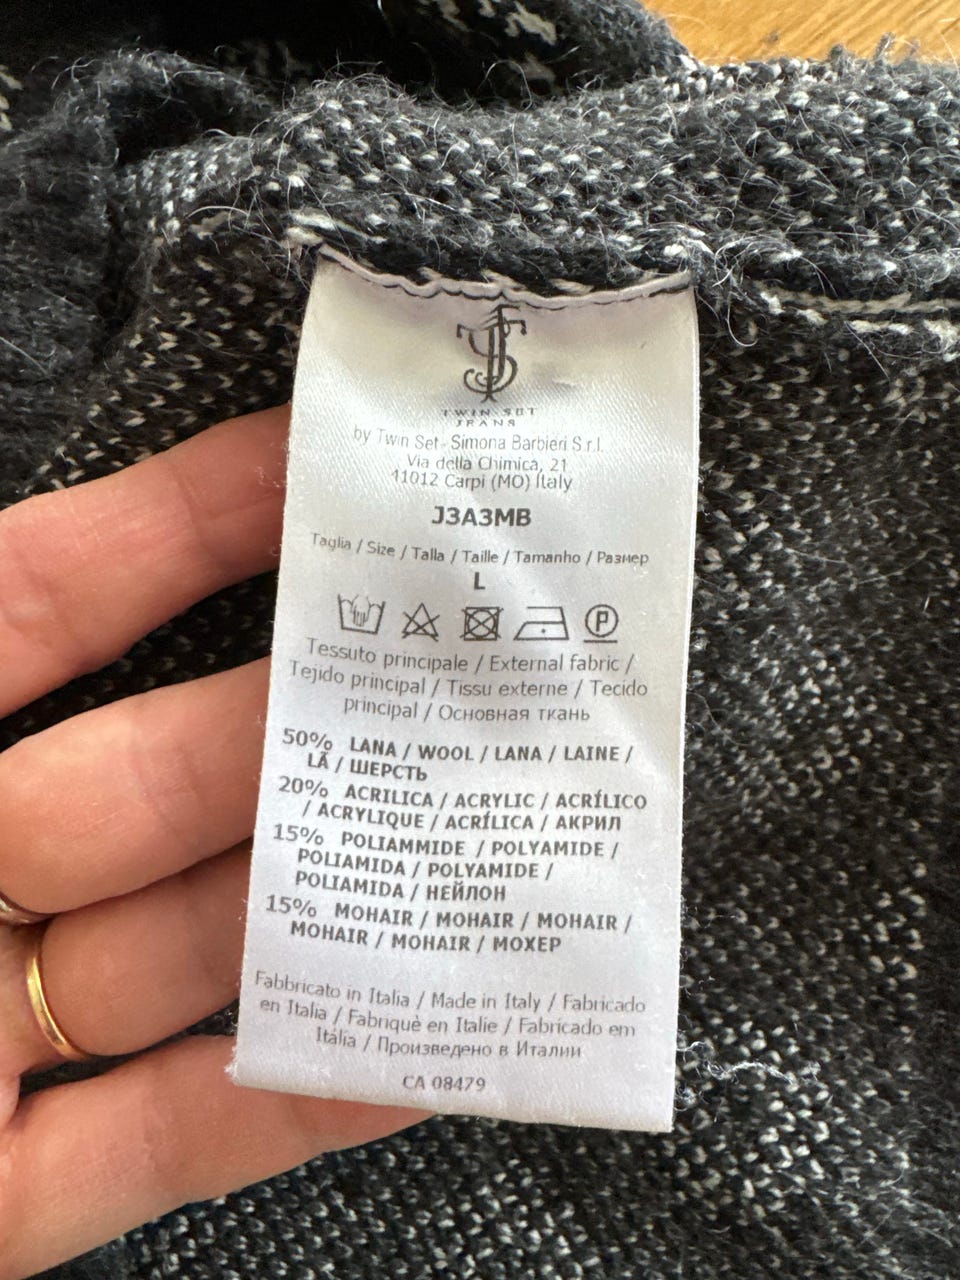 TWIN SET
JEANS
by Twin Set- Simona Barbieri S.r.l.
Via della Chimica, 21
41012 Carpi (MO) Italy
J3A3MB
Taglia / Size / Talla / Taille / Tamanho / Размер
L
P
Tessuto principale / External fabric /
Tejido principal / Tissu externe / Tecido
principal / Основная ткань
50% LANA / WOOL / LANA / LAINE /
LÃ / ШЕРСТЬ
20% ACRILICA / ACRYLIC / ACRÍLICO
/ ACRYLIQUE / ACRÍLICA / АКРИЛ
15% POLIAMMIDE / POLYAMIDE /
POLIAMIDA / POLYAMIDE /
POLIAMIDA / НЕЙЛОН
15% MOHAIR / MOHAIR / MOHAIR /
MOHAIR / MOHAIR / МОХЕР
Fabbricato in Italia / Made in Italy / Fabricado
en Italia / Fabriquè en Italie / Fabricado em
Itália / Произведено в Италии
CA 08479